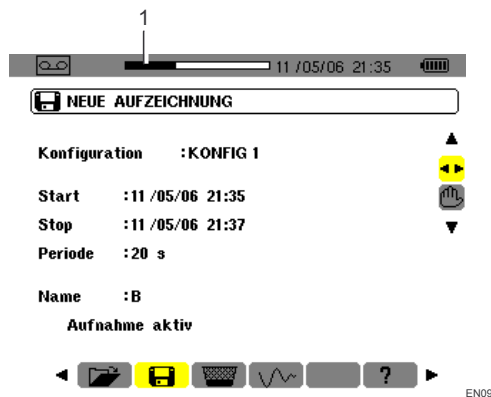 1
11 /05/06 21:35
NEUE AUFZEICHNUNG
Konfiguration :KONFIG 1
Start :11 /05/06 21:35
Stop :11 /05/06 21:37
Periode :20 s
Name :B
Aufnahme aktiv
?
EN09